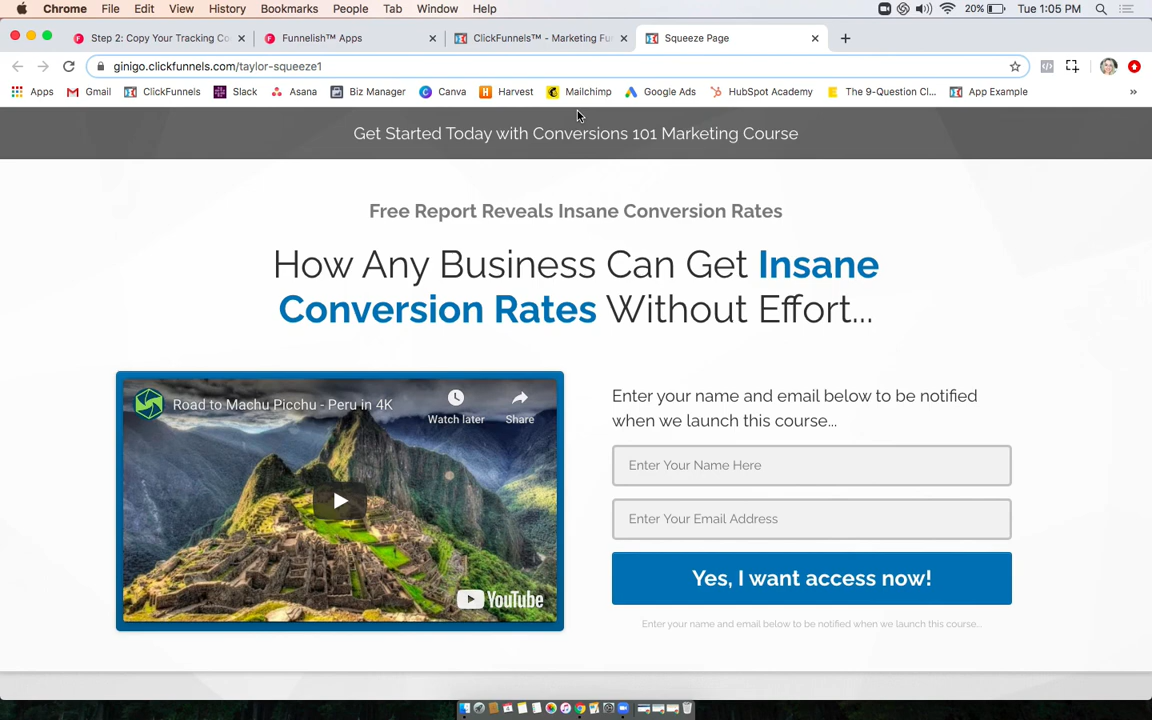 Chrome File Edit View History Bookmarks People Tab Window Help 20% Tue 1:05 PM
Step 2: Copy Your Tracking Co Funnelish™ Apps ClickFunnels™ - Marketing Fu Squeeze Page
ginigo.clickfunnels.com/taylor-squeeze1
Apps Gmail ClickFunnels Slack Asana Biz Manager Canva Harvest Mailchimp Google Ads HubSpot Academy The 9-Question Cl... App Example
Get Started Today with Conversions 101 Marketing Course
Free Report Reveals Insane Conversion Rates
How Any Business Can Get Insane
Conversion Rates Without Effort...
Road to Machu Picchu - Peru in 4K
Watch later Share
YouTube
Enter your name and email below to be notified
when we launch this course...
Enter Your Name Here
Enter Your Email Address
Yes, I want access now!
Enter your name and email below to be notified when we launch this course...